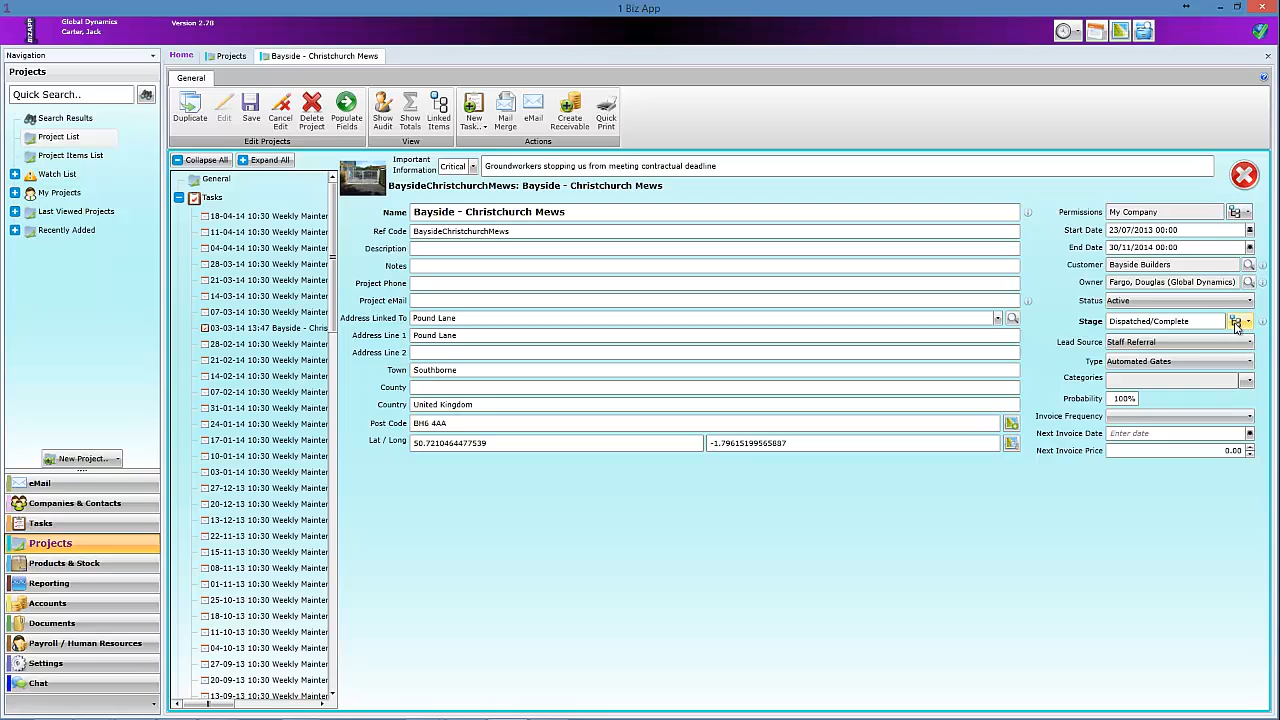 1 Biz App
BIZAPP
Global Dynamics
Carter, Jack
Version 2.78
Navigation
Projects
Quick Search..
Search Results
Project List
Project Items List
Watch List
My Projects
Last Viewed Projects
Recently Added
New Project..
eMail
Companies & Contacts
Tasks
Projects
Products & Stock
Reporting
Accounts
Documents
Payroll / Human Resources
Settings
Chat
Home
Projects
Bayside - Christchurch Mews
General
Duplicate
Edit
Save
Cancel Edit
Delete Project
Populate Fields
Edit Projects
Show Audit
Show Totals
Linked Items
View
New Task..
Mail Merge
eMail
Create Receivable
Quick Print
Actions
Collapse All
Expand All
General
Tasks
18-04-14 10:30 Weekly Mainter
11-04-14 10:30 Weekly Mainter
04-04-14 10:30 Weekly Mainter
28-03-14 10:30 Weekly Mainter
21-03-14 10:30 Weekly Mainter
14-03-14 10:30 Weekly Mainter
07-03-14 10:30 Weekly Mainter
03-03-14 13:47 Bayside - Chris
28-02-14 10:30 Weekly Mainter
21-02-14 10:30 Weekly Mainter
14-02-14 10:30 Weekly Mainter
07-02-14 10:30 Weekly Mainter
31-01-14 10:30 Weekly Mainter
24-01-14 10:30 Weekly Mainter
17-01-14 10:30 Weekly Mainter
10-01-14 10:30 Weekly Mainter
03-01-14 10:30 Weekly Mainter
27-12-13 10:30 Weekly Mainter
20-12-13 10:30 Weekly Mainter
13-12-13 10:30 Weekly Mainter
22-11-13 10:30 Weekly Mainter
15-11-13 10:30 Weekly Mainter
08-11-13 10:30 Weekly Mainter
01-11-13 10:30 Weekly Mainter
25-10-13 10:30 Weekly Mainter
18-10-13 10:30 Weekly Mainter
11-10-13 10:30 Weekly Mainter
04-10-13 10:30 Weekly Mainter
27-09-13 10:30 Weekly Mainter
20-09-13 10:30 Weekly Mainter
13-09-13 10:30 Weekly Mainter
Important Information Critical Groundworkers stopping us from meeting contractual deadline
BaysideChristchurchMews: Bayside - Christchurch Mews
Name Bayside - Christchurch Mews
Ref Code BaysideChristchurchMews
Description
Notes
Project Phone
Project eMail
Address Linked To Pound Lane
Address Line 1 Pound Lane
Address Line 2
Town Southborne
County
Country United Kingdom
Post Code BH6 4AA
Lat / Long 50.7210464477539 -1.79615199565887
Permissions My Company
Start Date 23/07/2013 00:00
End Date 30/11/2014 00:00
Customer Bayside Builders
Owner Fargo, Douglas (Global Dynamics)
Status Active
Stage Dispatched/Complete
Lead Source Staff Referral
Type Automated Gates
Categories
Probability 100%
Invoice Frequency
Next Invoice Date Enter date
Next Invoice Price 0.00